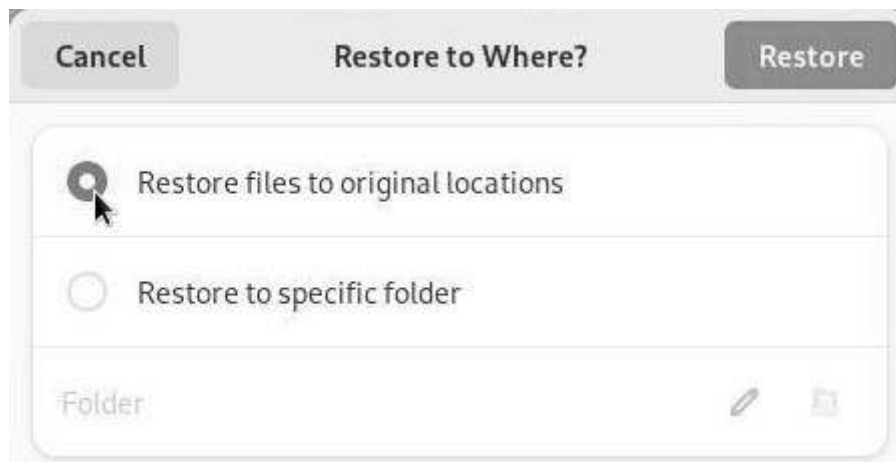 Cancel Restore to Where? Restore
Restore files to original locations
Restore to specific folder
Folder